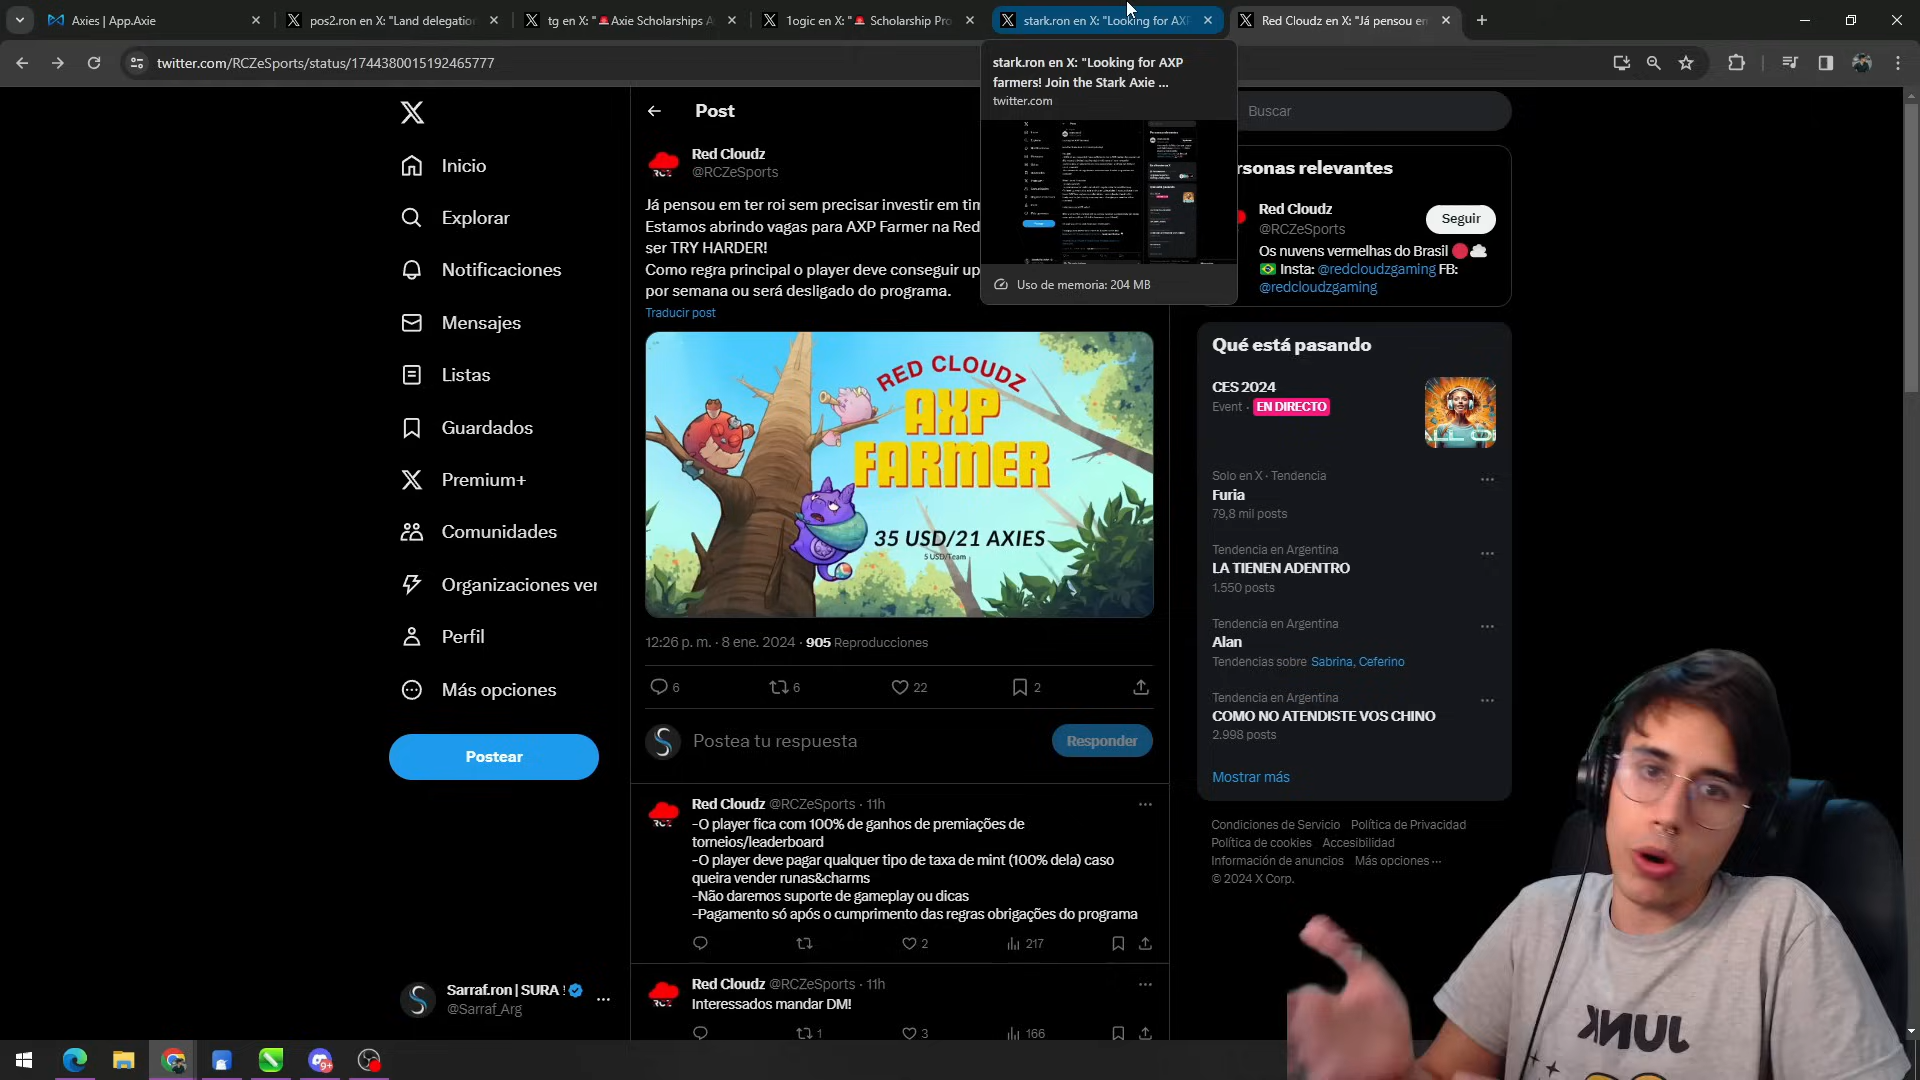 Axies | App.Axie
pos2.ron en X: "Land delegation
tg en X: "🚨Axie Scholarships A
1ogic en X: "🚨 Scholarship Pro
stark.ron en X: "Looking for AXP
Red Cloudz en X: "Já pensou en
twitter.com/RCZeSports/status/1744380015192465777
stark.ron en X: "Looking for AXP
farmers! Join the Stark Axie ...
twitter.com
Uso de memoria: 204 MB
Inicio
Explorar
Notificaciones
Mensajes
Listas
Guardados
Premium+
Comunidades
Organizaciones ver
Perfil
Más opciones
Postear
Sarraf.ron | SURA !
@Sarraf_Arg
Post
Red Cloudz
@RCZeSports
Já pensou em ter roi sem precisar investir em tim
Estamos abrindo vagas para AXP Farmer na Red
ser TRY HARDER!
Como regra principal o player deve conseguir up
por semana ou será desligado do programa.
Traducir post
RED CLOUDZ
AXP
FARMER
35 USD/21 AXIES
5 USD/Team
12:26 p. m. · 8 ene. 2024 · 905 Reproducciones
6
6
22
2
Postea tu respuesta
Responder
Red Cloudz @RCZeSports · 11h
-O player fica com 100% de ganhos de premiações de
torneios/leaderboard
-O player deve pagar qualquer tipo de taxa de mint (100% dela) caso
queira vender runas&charms
-Não daremos suporte de gameplay ou dicas
-Pagamento só após o cumprimento das regras obrigações do programa
2
217
Red Cloudz @RCZeSports · 11h
Interessados mandar DM!
1
3
166
Buscar
rsonas relevantes
Red Cloudz
@RCZeSports
Seguir
Os nuvens vermelhas do Brasil 🔴☁️
🇧🇷 Insta: @redcloudzgaming FB:
@redcloudzgaming
Qué está pasando
CES 2024
Event · EN DIRECTO
ALL O
Solo en X · Tendencia
Furia
79,8 mil posts
Tendencia en Argentina
LA TIENEN ADENTRO
1.550 posts
Tendencia en Argentina
Alan
Tendencias sobre Sabrina, Ceferino
Tendencia en Argentina
COMO NO ATENDISTE VOS CHINO
2.998 posts
Mostrar más
Condiciones de Servicio Política de Privacidad
Política de cookies Accesibilidad
Información de anuncios Más opciones ···
© 2024 X Corp.
JUNK
9+